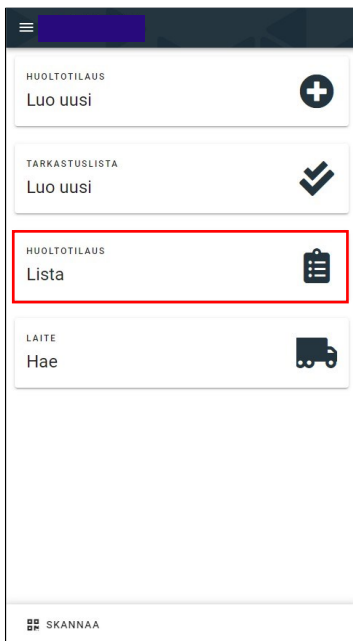 HUOLTOTILAUS
Luo uusi
TARKASTUSLISTA
Luo uusi
HUOLTOTILAUS
Lista
LAITE
Hae
SKANNAA